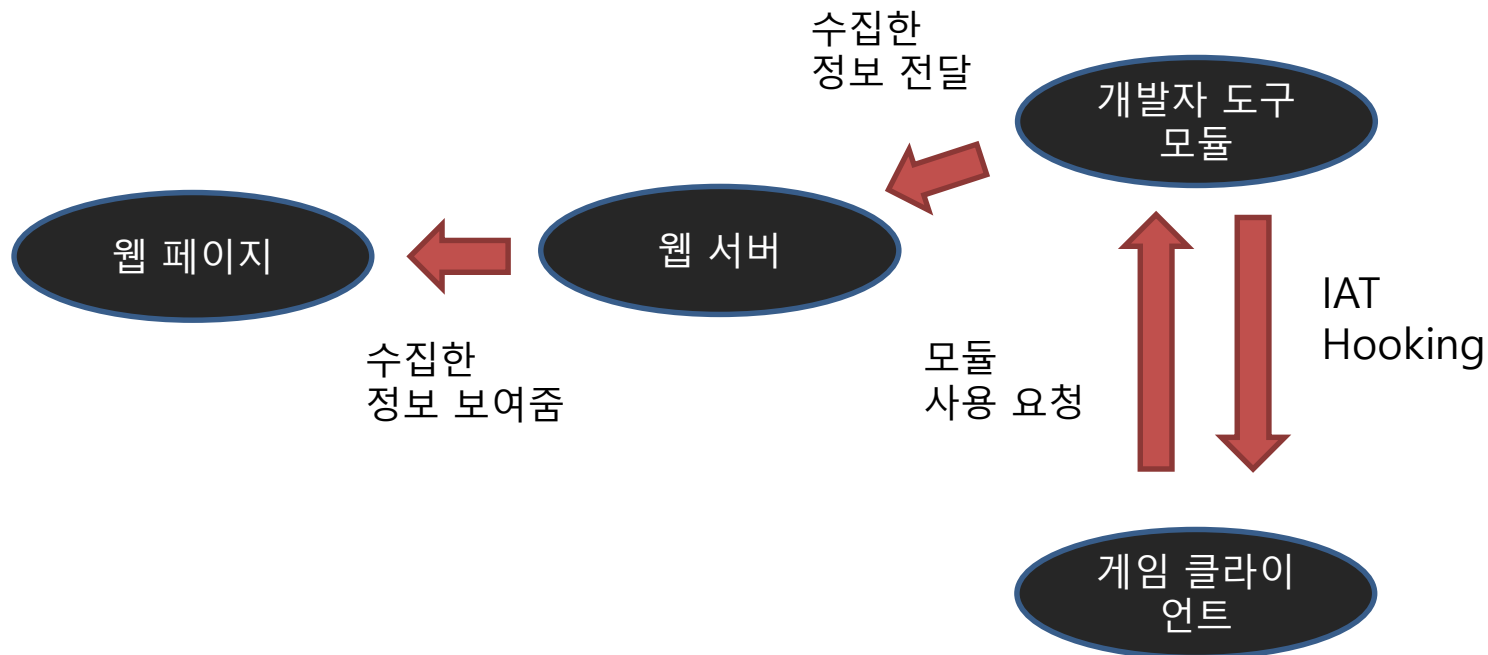 수집한
정보 전달
개발자 도구
모듈
웹 페이지
웹 서버
IAT
Hooking
수집한
정보 보여줌
모듈
사용 요청
게임 클라이
언트